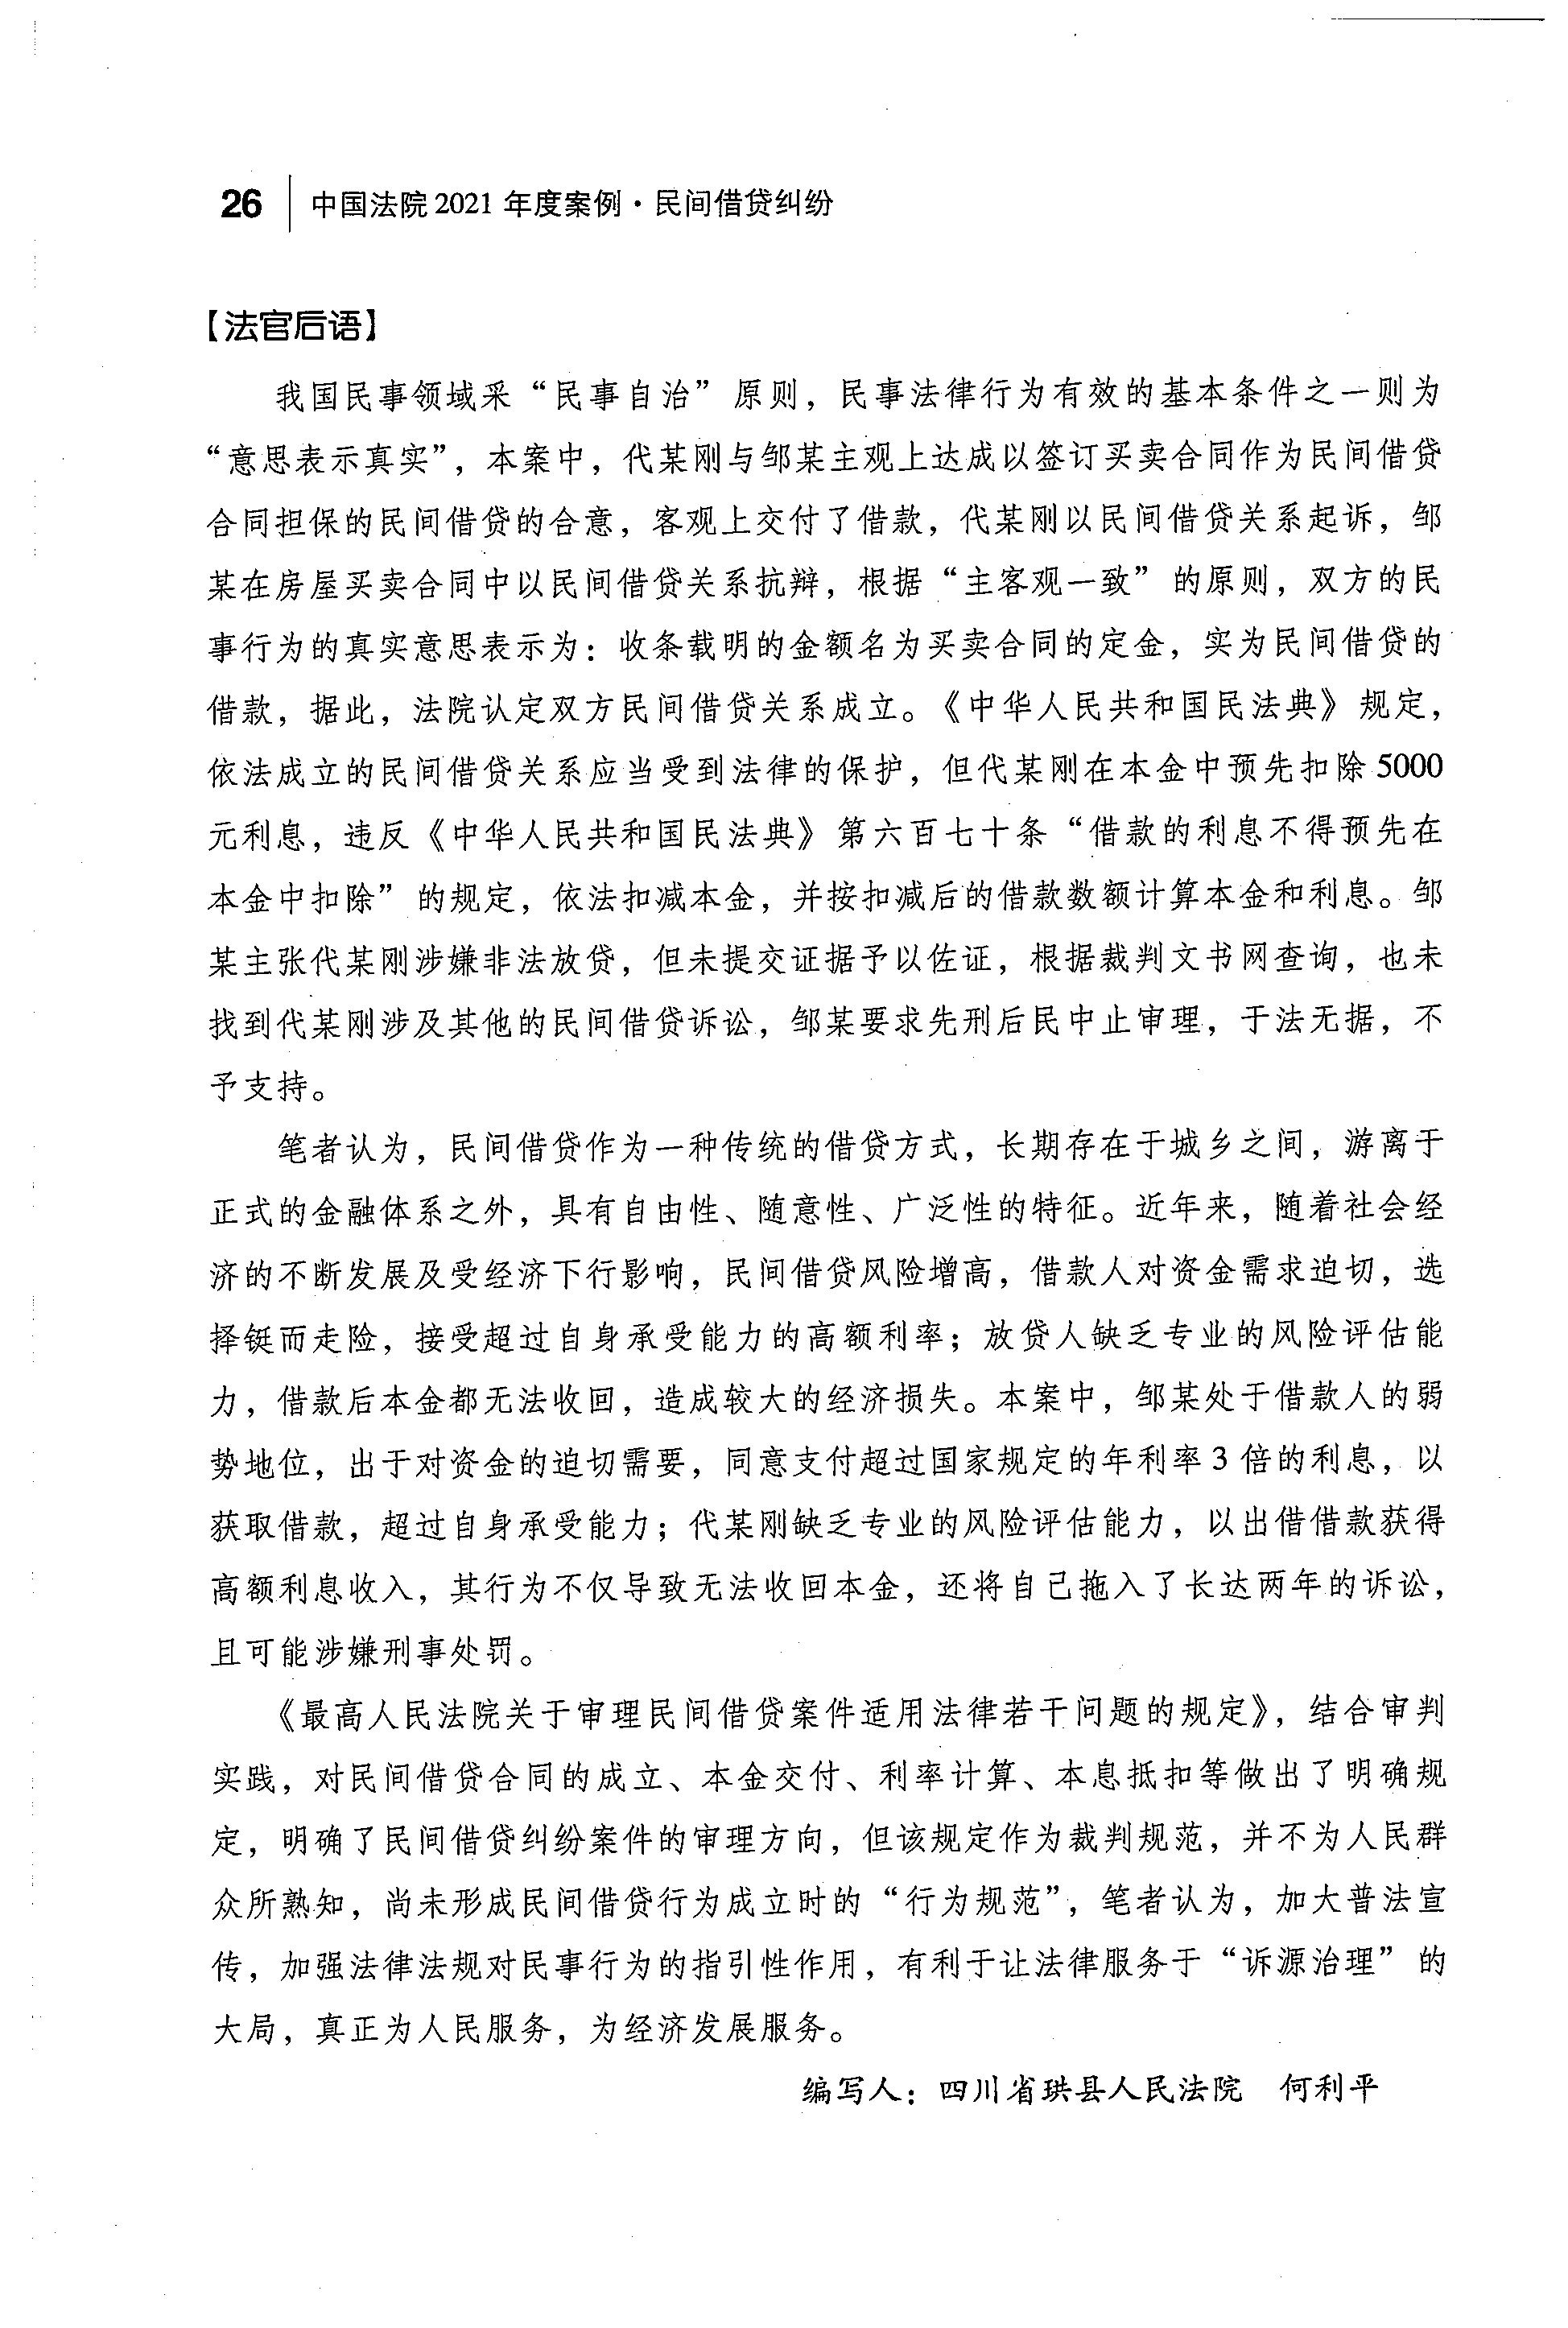 26 中国法院2021年度案例·民间借贷纠纷
【法官后语】
我国民事领域采“民事自治”原则，民事法律行为有效的基本条件之一则为
“意思表示真实”，本案中，代某刚与邹某主观上达成以签订买卖合同作为民间借贷
合同担保的民间借贷的合意，客观上交付了借款，代某刚以民间借贷关系起诉，邹
某在房屋买卖合同中以民间借贷关系抗辩，根据“主客观一致”的原则，双方的民
事行为的真实意思表示为：收条载明的金额名为买卖合同的定金，实为民间借贷的
借款，据此，法院认定双方民间借贷关系成立。《中华人民共和国民法典》规定，
依法成立的民间借贷关系应当受到法律的保护，但代某刚在本金中预先扣除5000
元利息，违反《中华人民共和国民法典》第六百七十条“借款的利息不得预先在
本金中扣除”的规定，依法扣减本金，并按扣减后的借款数额计算本金和利息。邹
某主张代某刚涉嫌非法放贷，但未提交证据予以佐证，根据裁判文书网查询，也未
找到代某刚涉及其他的民间借贷诉讼，邹某要求先刑后民中止审理，于法无据，不
予支持。
笔者认为，民间借贷作为一种传统的借贷方式，长期存在于城乡之间，游离于
正式的金融体系之外，具有自由性、随意性、广泛性的特征。近年来，随着社会经
济的不断发展及受经济下行影响，民间借贷风险增高，借款人对资金需求迫切，选
择铤而走险，接受超过自身承受能力的高额利率；放贷人缺乏专业的风险评估能
力，借款后本金都无法收回，造成较大的经济损失。本案中，邹某处于借款人的弱
势地位，出于对资金的迫切需要，同意支付超过国家规定的年利率3倍的利息，以
获取借款，超过自身承受能力；代某刚缺乏专业的风险评估能力，以出借借款获得
高额利息收入，其行为不仅导致无法收回本金，还将自己拖入了长达两年的诉讼，
且可能涉嫌刑事处罚。
《最高人民法院关于审理民间借贷案件适用法律若干问题的规定》，结合审判
实践，对民间借贷合同的成立、本金交付、利率计算、本息抵扣等做出了明确规
定，明确了民间借贷纠纷案件的审理方向，但该规定作为裁判规范，并不为人民群
众所熟知，尚未形成民间借贷行为成立时的“行为规范”，笔者认为，加大普法宣
传，加强法律法规对民事行为的指引性作用，有利于让法律服务于“诉源治理”的
大局，真正为人民服务，为经济发展服务。
编写人：四川省珙县人民法院 何利平